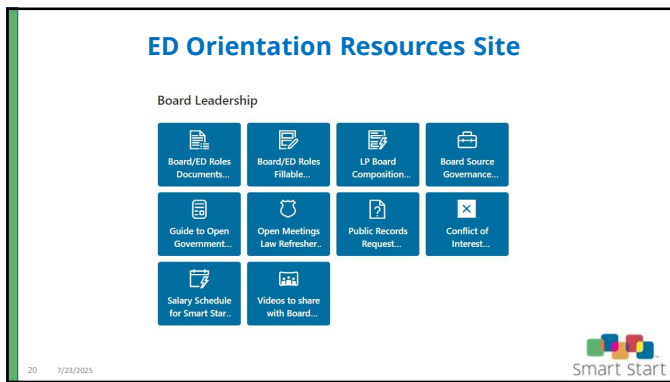 ED Orientation Resources Site
Board Leadership
Board/ED Roles
Documents...
Board/ED Roles
Fillable...
LP Board
Composition...
Board Source
Governance...
Guide to Open
Government...
Open Meetings
Law Refresher..
Public Records
Request...
Conflict of
Interest...
Salary Schedule
for Smart Star..
Videos to share
with Board...
20 7/23/2025
Smart Start